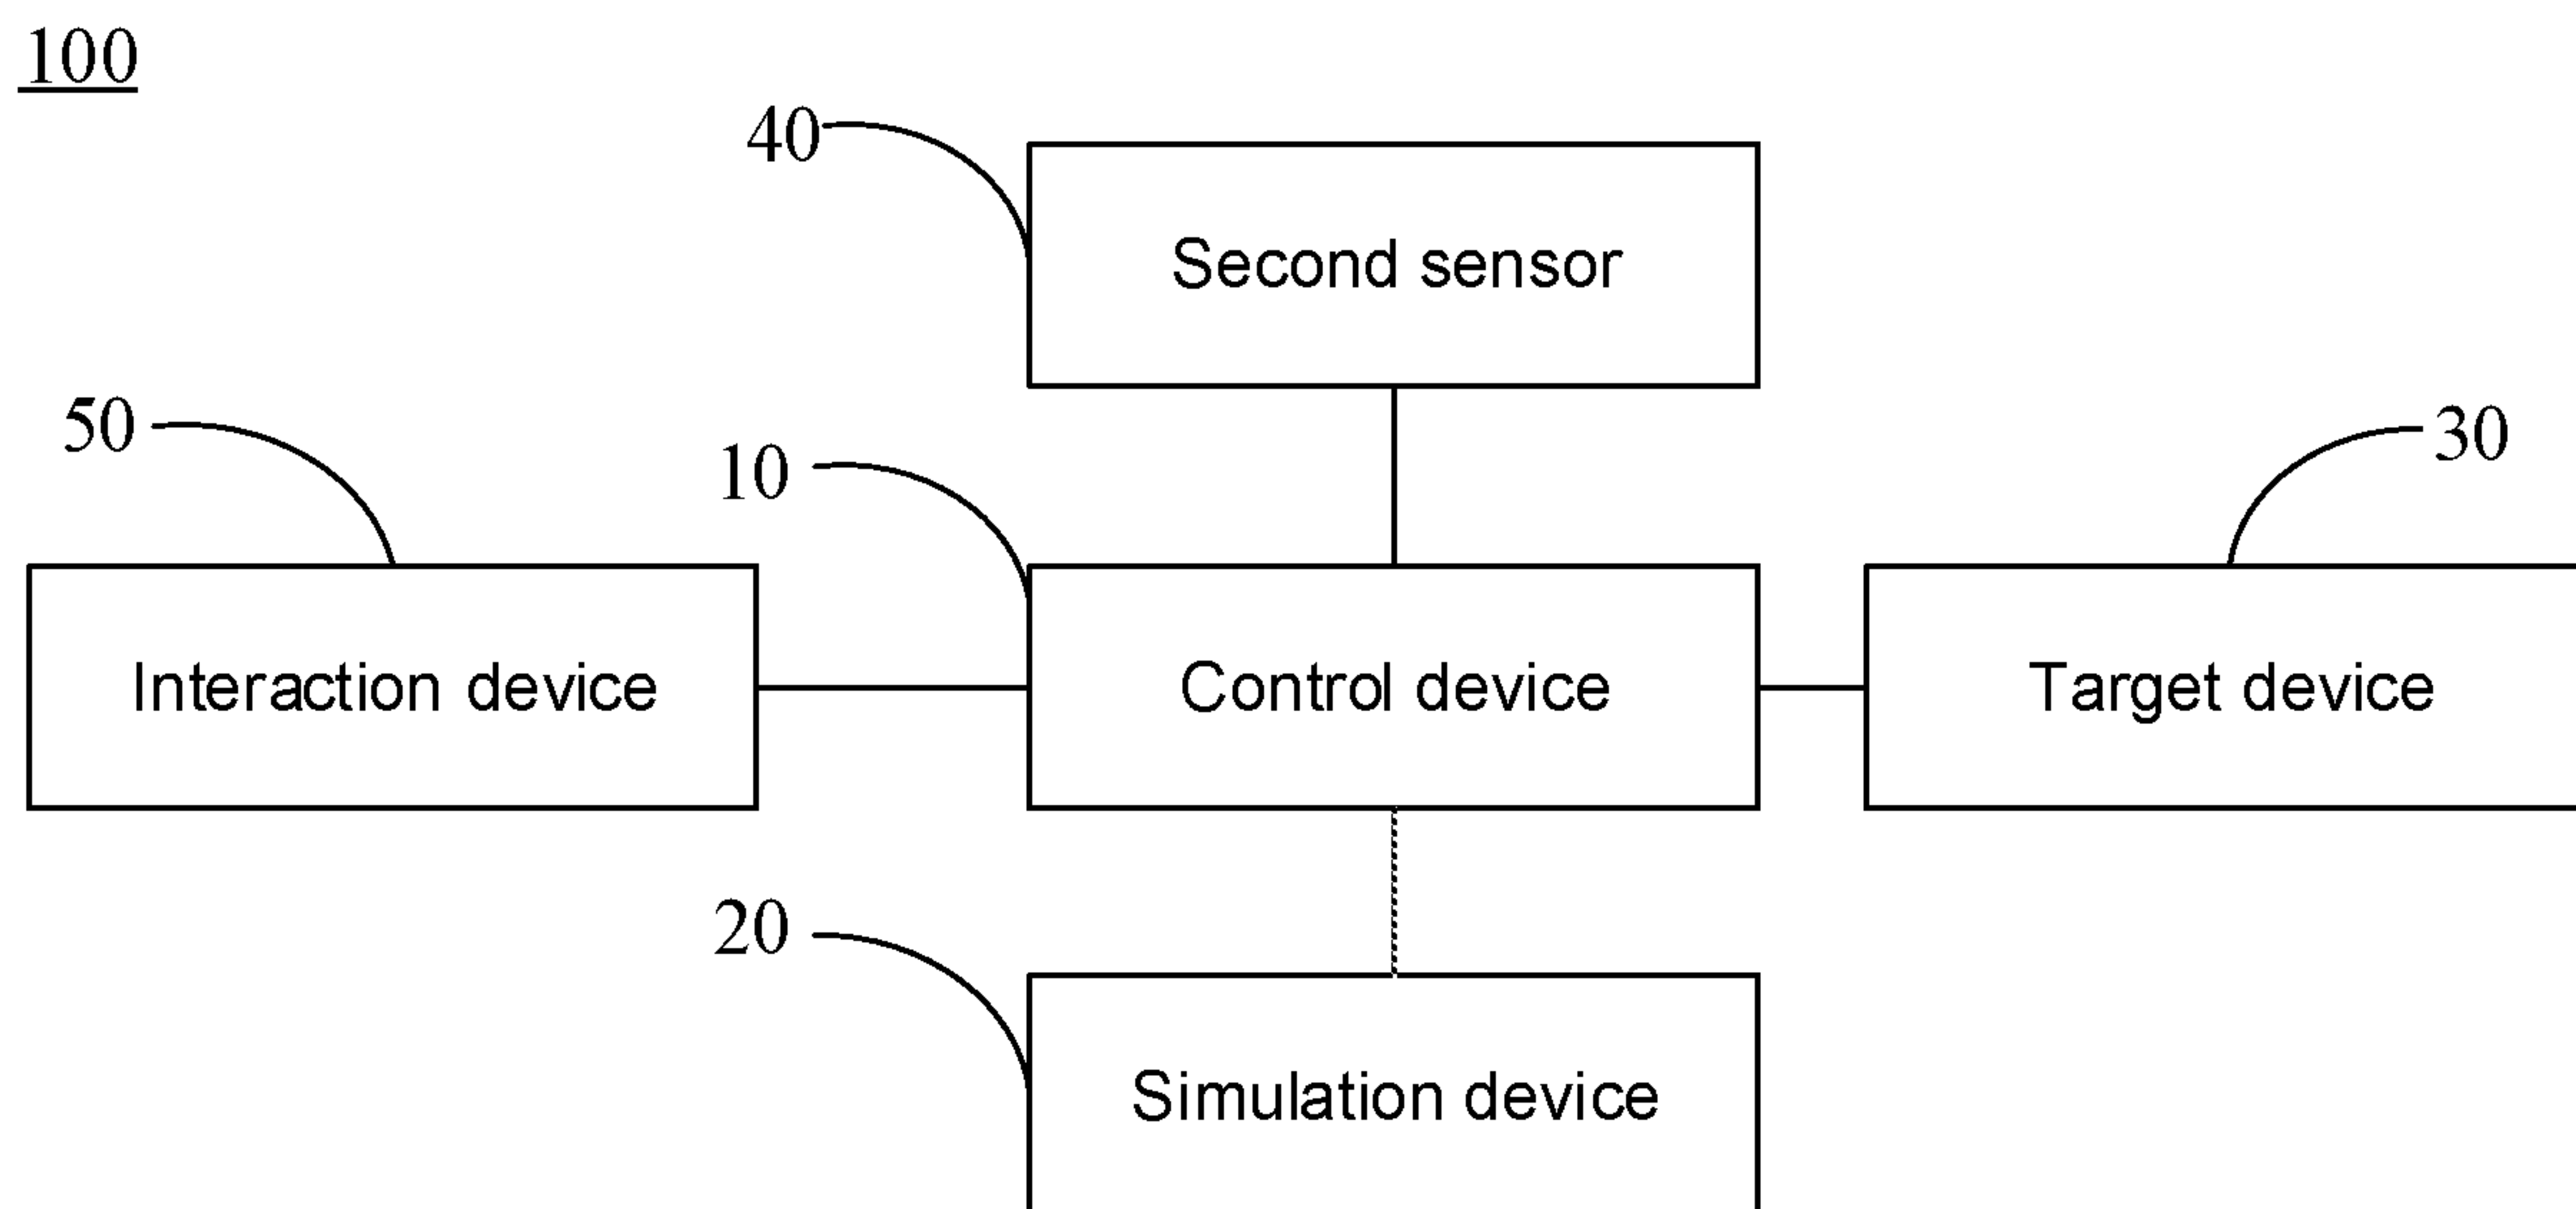 100
40
Second sensor
50
10
30
Interaction device
Control device
Target device
20
Simulation device